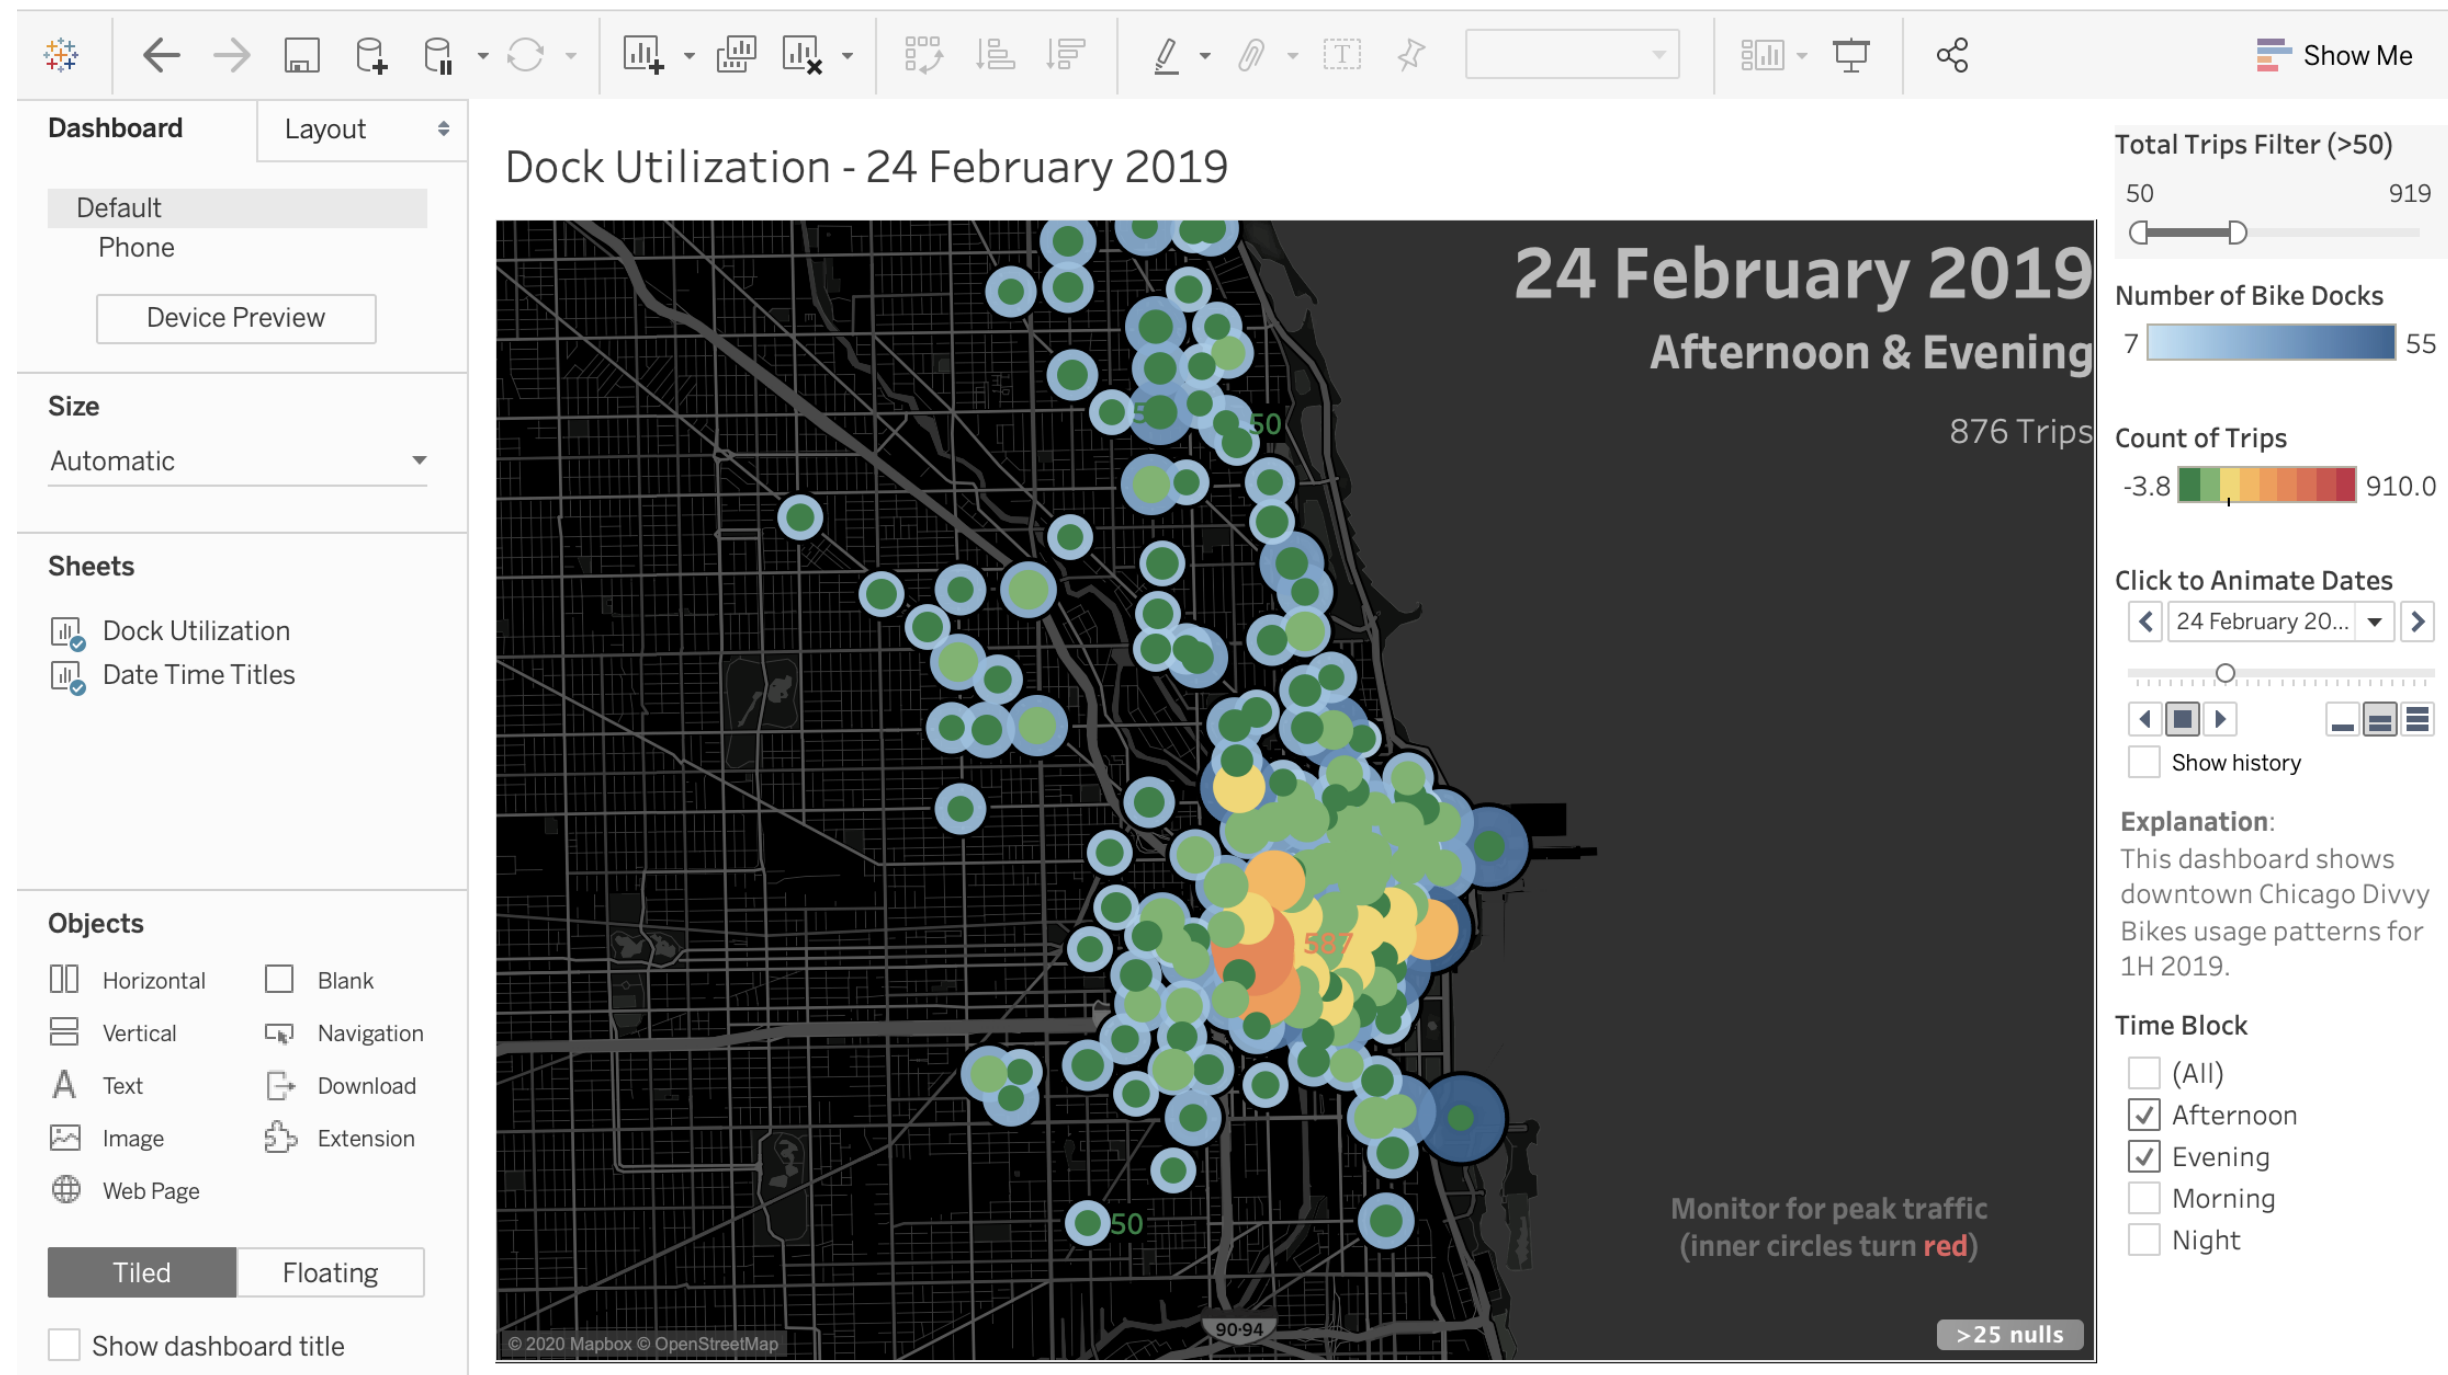 Show Me
Dashboard
Layout
Default
Phone
Device Preview
Size
Automatic
Sheets
Dock Utilization
Date Time Titles
Objects
Horizontal
Blank
Vertical
Navigation
Text
Download
Image
Extension
Web Page
Tiled
Floating
Show dashboard title
Dock Utilization - 24 February 2019
24 February 2019
Afternoon & Evening
876 Trips
50
587
50
Monitor for peak traffic
(inner circles turn red)
90-94
© 2020 Mapbox © OpenStreetMap
>25 nulls
Total Trips Filter (>50)
50 919
Number of Bike Docks
7 55
Count of Trips
-3.8 910.0
Click to Animate Dates
24 February 20...
Show history
Explanation:
This dashboard shows
downtown Chicago Divvy
Bikes usage patterns for
1H 2019.
Time Block
(All)
Afternoon
Evening
Morning
Night